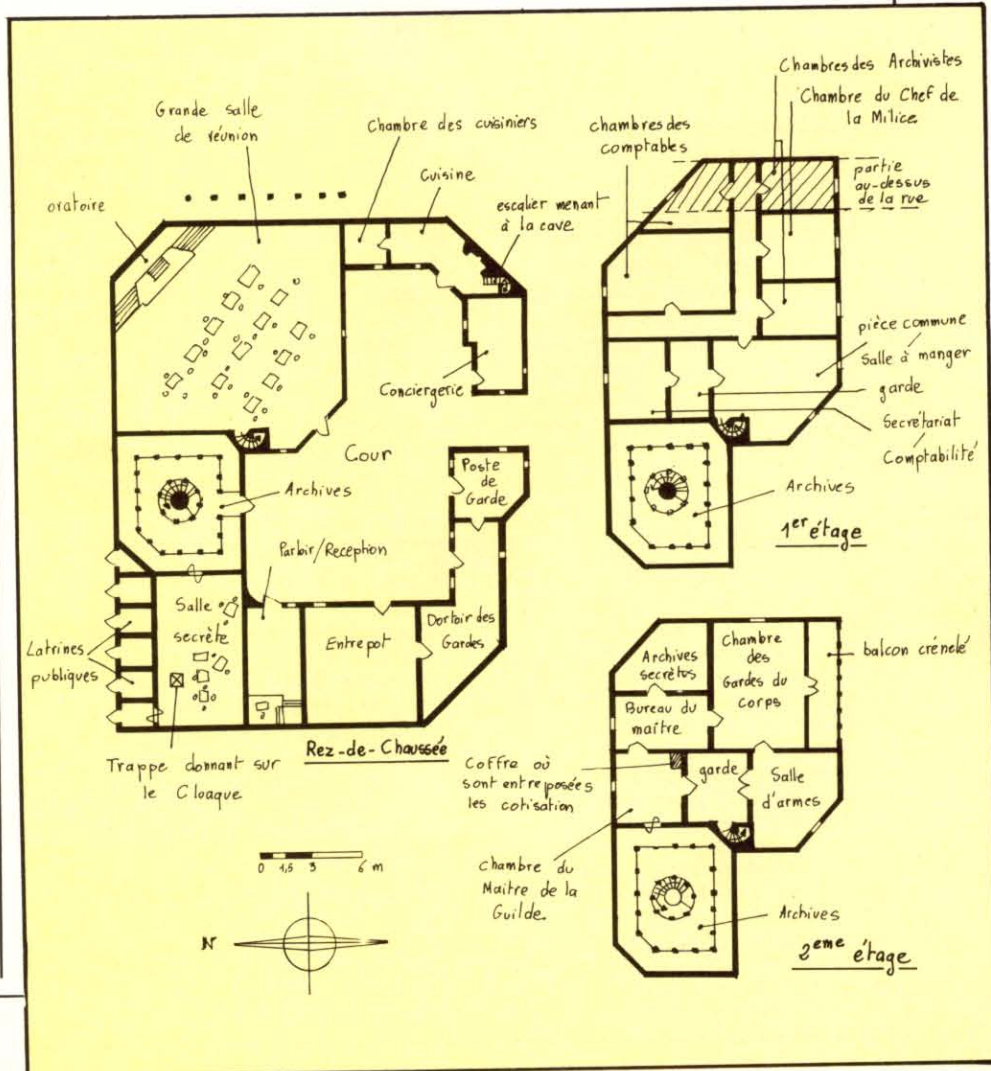 Grande salle
de réunion
Chambre des cuisiniers
Cuisine
oratoire
escalier menant
à la cave
Conciergerie
Cour
Poste
de
Garde
Archives
Parloir/Reception
Salle
secrète
Entrepot
Dortoir des
Gardes
Latrines
publiques
Rez-de-Chaussée
Trappe donnant sur
le Cloaque
0 1,5 3 6 m
N
Chambres des Archivistes
Chambre du Chef de
la Milice
chambres des
comptables
partie
au-dessus
de la rue
pièce commune
Salle à manger
garde
Secrétariat
Comptabilité
Archives
1er étage
Archives
secrètes
Chambre
des
Gardes du
corps
balcon crénelé
Bureau du
maître
Coffre où
sont entreposées
les cotisation
garde
Salle
d'armes
Chambre du
Maitre de la
Guilde.
Archives
2eme étage